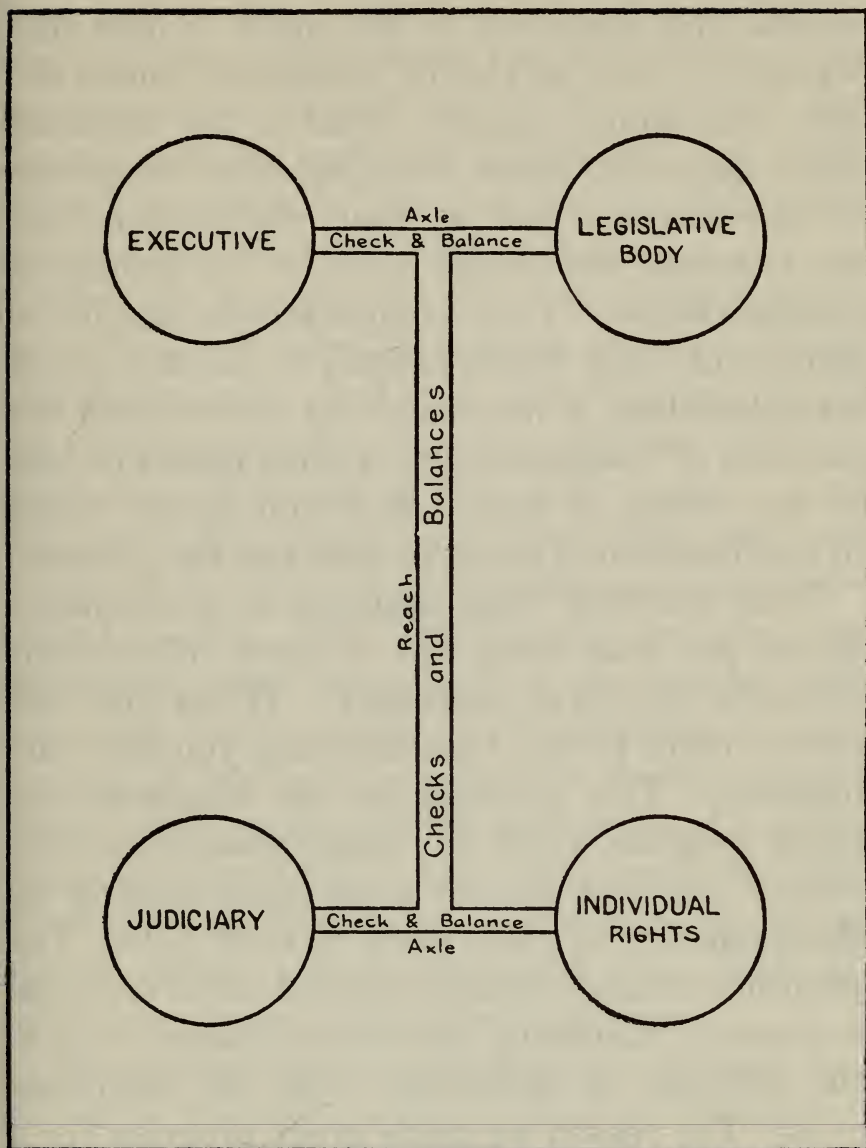 Axle
EXECUTIVE
Check & Balance
LEGISLATIVE
BODY
Reach
Checks and Balances
JUDICIARY
Check & Balance
INDIVIDUAL
RIGHTS
Axle